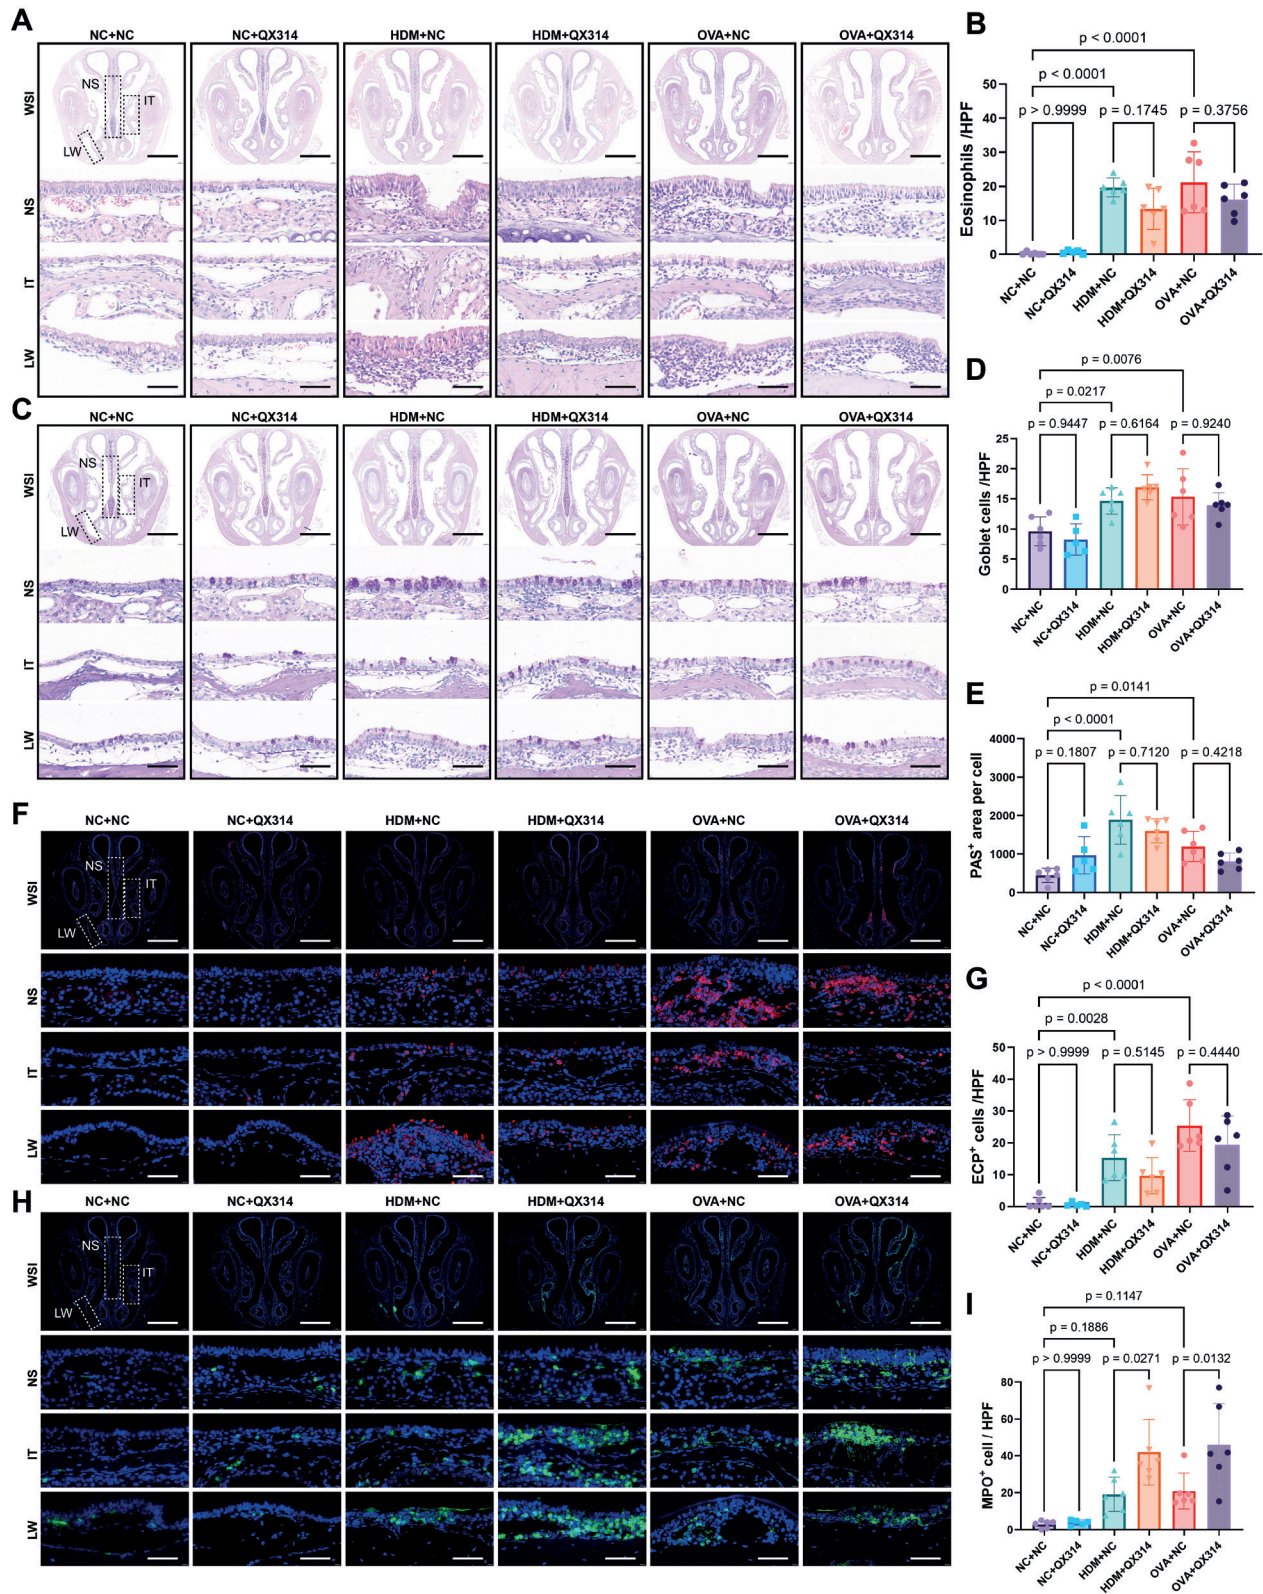 A
NC+NC NC+QX314 HDM+NC HDM+QX314 OVA+NC OVA+QX314
WSI
NS
IT
LW
NS
IT
LW
B
p < 0.0001
p < 0.0001
p > 0.9999 p = 0.1745 p = 0.3756
Eosinophils /HPF
50
40
30
20
10
0
NC+NC NC+QX314 HDM+NC HDM+QX314 OVA+NC OVA+QX314
C
NC+NC NC+QX314 HDM+NC HDM+QX314 OVA+NC OVA+QX314
WSI
NS
IT
LW
NS
IT
LW
D
p = 0.0076
p = 0.0217
p = 0.9447 p = 0.6164 p = 0.9240
Goblet cells /HPF
25
20
15
10
5
0
NC+NC NC+QX314 HDM+NC HDM+QX314 OVA+NC OVA+QX314
E
p = 0.0141
p < 0.0001
p = 0.1807 p = 0.7120 p = 0.4218
PAS⁺ area per cell
4000
3000
2000
1000
0
NC+NC NC+QX314 HDM+NC HDM+QX314 OVA+NC OVA+QX314
F
NC+NC NC+QX314 HDM+NC HDM+QX314 OVA+NC OVA+QX314
WSI
NS
IT
LW
NS
IT
LW
G
p < 0.0001
p = 0.0028
p > 0.9999 p = 0.5145 p = 0.4440
ECP⁺ cells /HPF
50
40
30
20
10
0
NC+NC NC+QX314 HDM+NC HDM+QX314 OVA+NC OVA+QX314
H
NC+NC NC+QX314 HDM+NC HDM+QX314 OVA+NC OVA+QX314
WSI
NS
IT
LW
NS
IT
LW
I
p = 0.1147
p = 0.1886
p > 0.9999 p = 0.0271 p = 0.0132
MPO⁺ cell / HPF
80
60
40
20
0
NC+NC NC+QX314 HDM+NC HDM+QX314 OVA+NC OVA+QX314